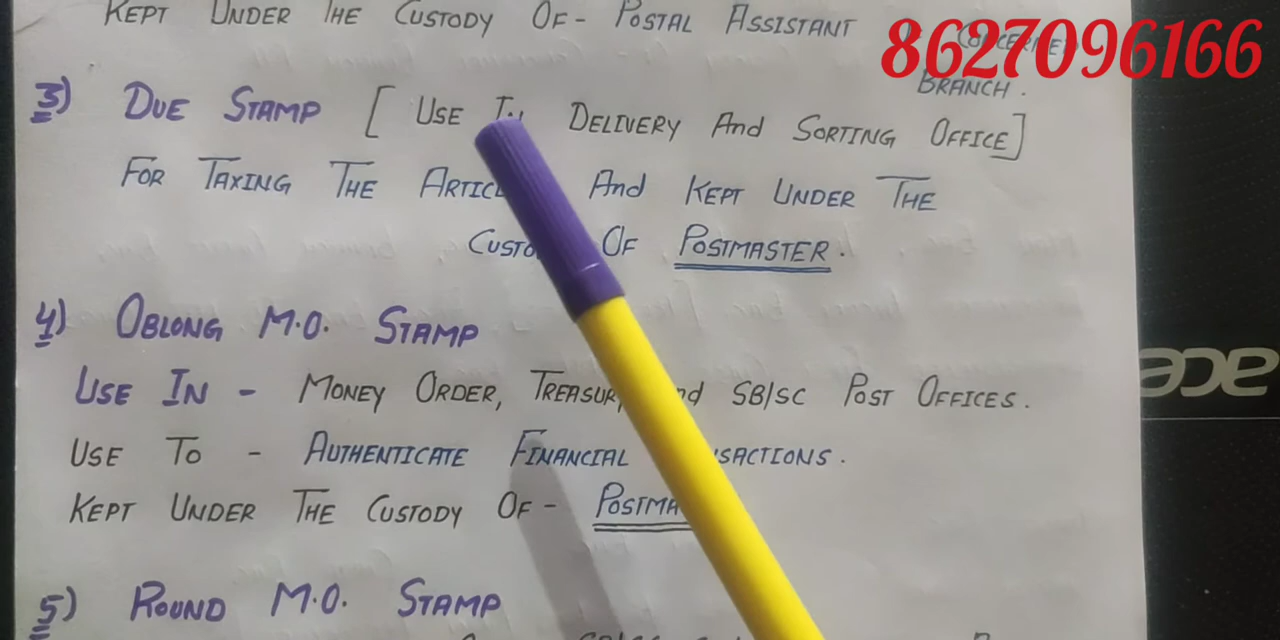 KEPT UNDER THE CUSTODY OF- POSTAL ASSISTANT
8627096166
BRANCH.
3) DUE STAMP [ USE IN DELIVERY And SORTING OFFICE]
FOR TAXING THE And KEPT UNDER THE
OF POSTMASTER.
4) OBLONG M.O. STAMP
USE IN - MONEY ORDER, SB/SC POST OFFICES.
USE TO - AUTHENTICATE FINANCIAL
KEPT UNDER THE CUSTODY OF-
5) ROUND M.O. STAMP
acer